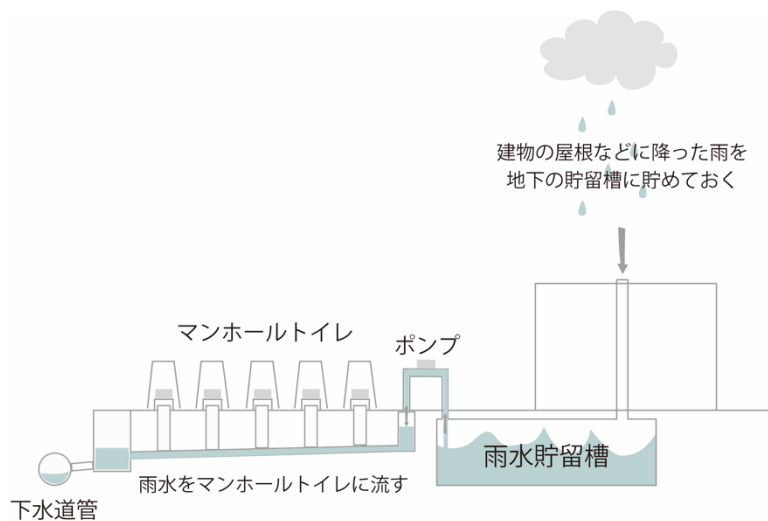 建物の屋根などに降った雨を
地下の貯留槽に貯めておく
マンホールトイレ
ポンプ
雨水貯留槽
雨水をマンホールトイレに流す
下水道管